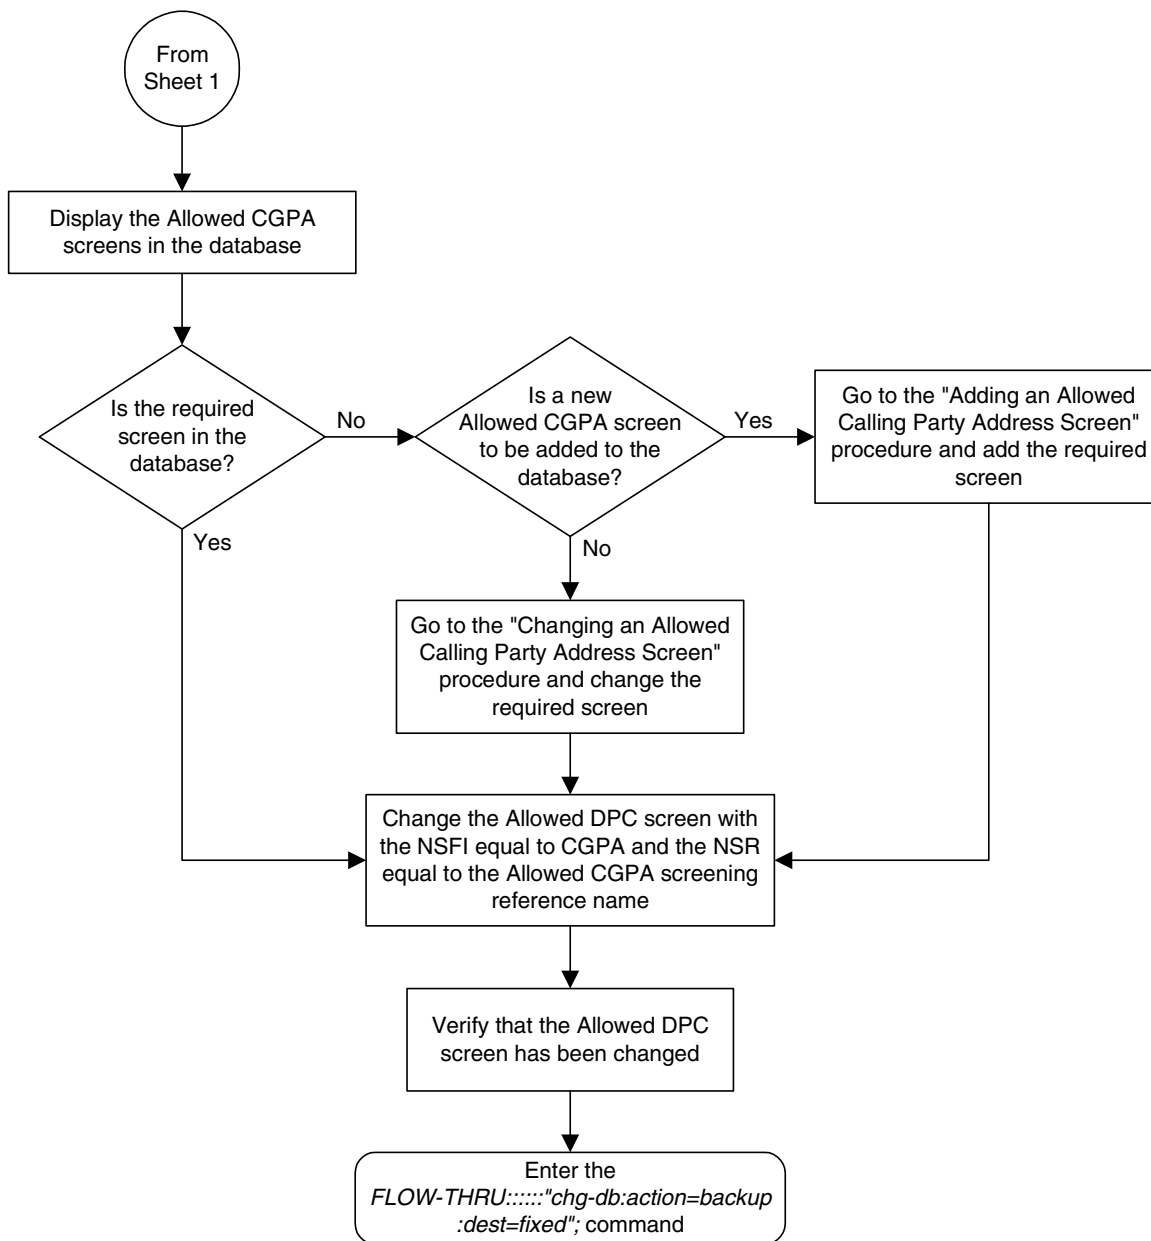 From
Sheet 1
Display the Allowed CGPA
screens in the database
Is the required
screen in the
database?
No
Yes
Is a new
Allowed CGPA screen
to be added to the
database?
Yes
No
Go to the "Adding an Allowed
Calling Party Address Screen"
procedure and add the required
screen
Go to the "Changing an Allowed
Calling Party Address Screen"
procedure and change the
required screen
Change the Allowed DPC screen with
the NSFI equal to CGPA and the NSR
equal to the Allowed CGPA screening
reference name
Verify that the Allowed DPC
screen has been changed
Enter the
FLOW-THRU::::::"chg-db:action=backup
:dest=fixed"; command